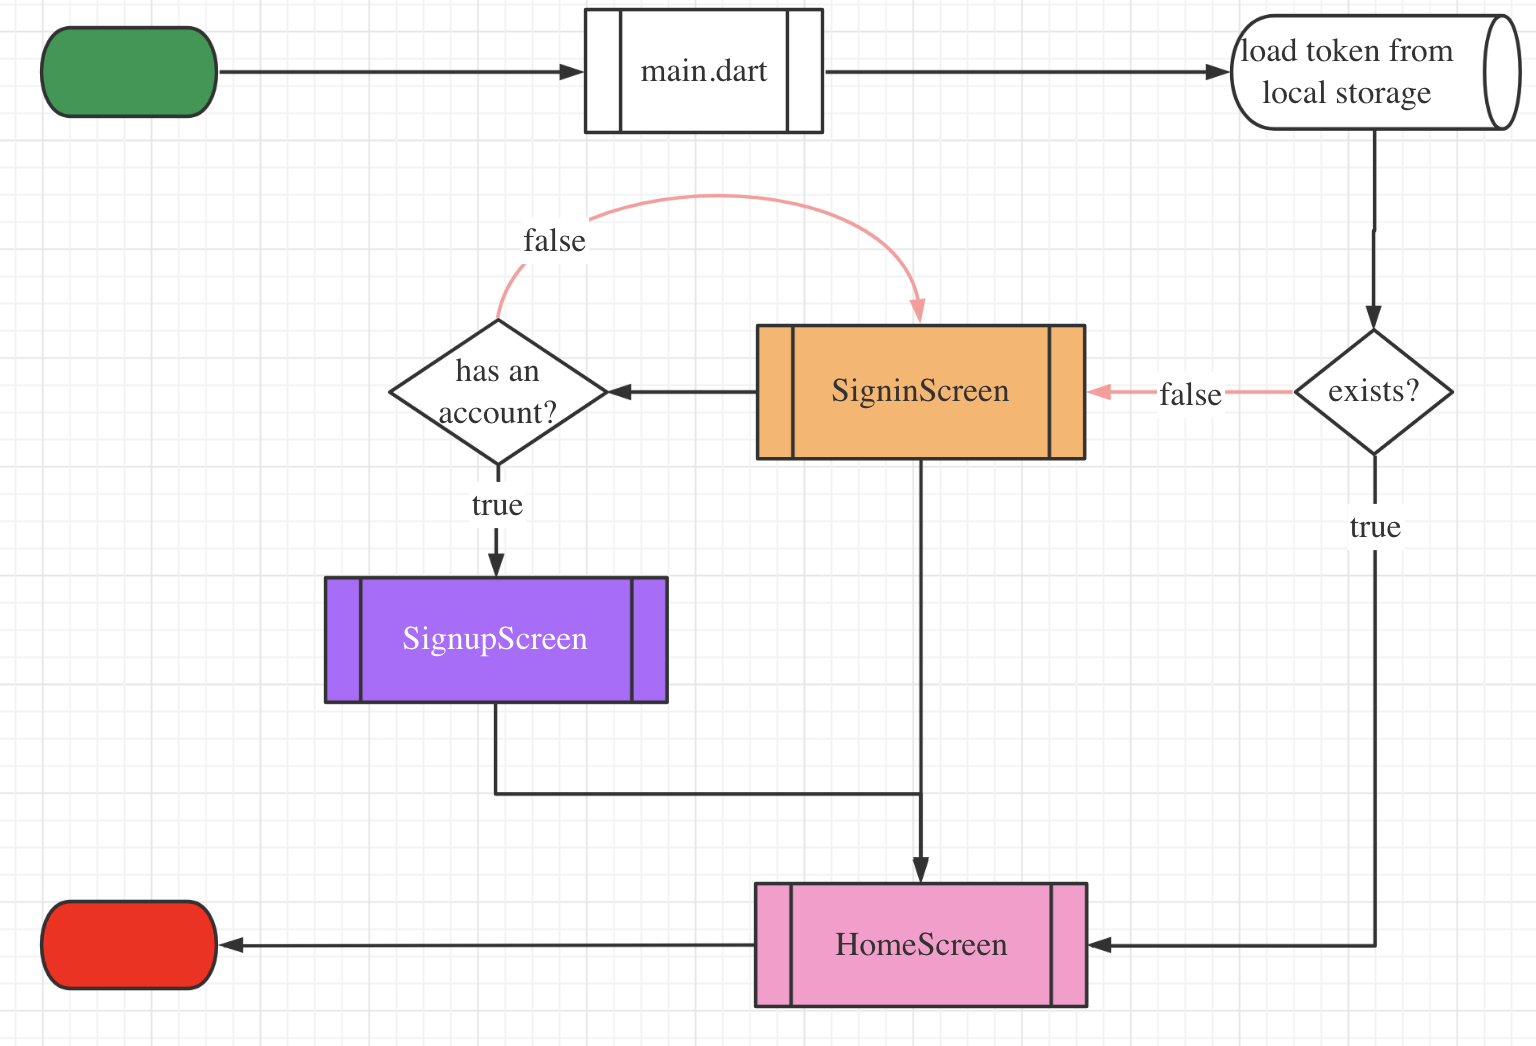 main.dart
load token from
local storage
false
has an
account?
SigninScreen
false
exists?
true
true
SignupScreen
HomeScreen